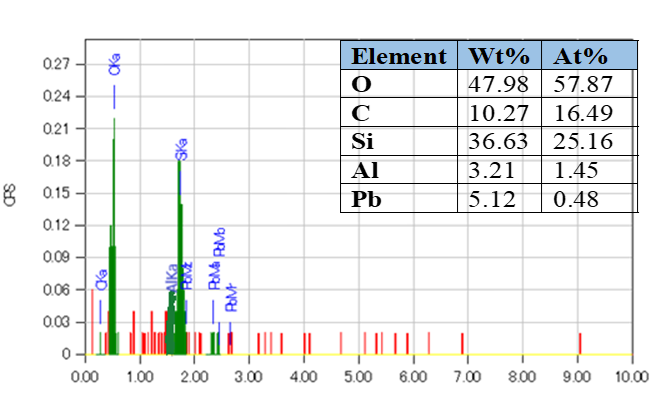 Element Wt% At%
O 47.98 57.87
C 10.27 16.49
Si 36.63 25.16
Al 3.21 1.45
Pb 5.12 0.48
CPS
0.27
0.24
0.21
0.18
0.15
0.12
0.09
0.06
0.03
0
OKa
CKa
AlKa
SiKa
PbMz
PbMa
PbMb
PbMr
0.00 1.00 2.00 3.00 4.00 5.00 6.00 7.00 8.00 9.00 10.00